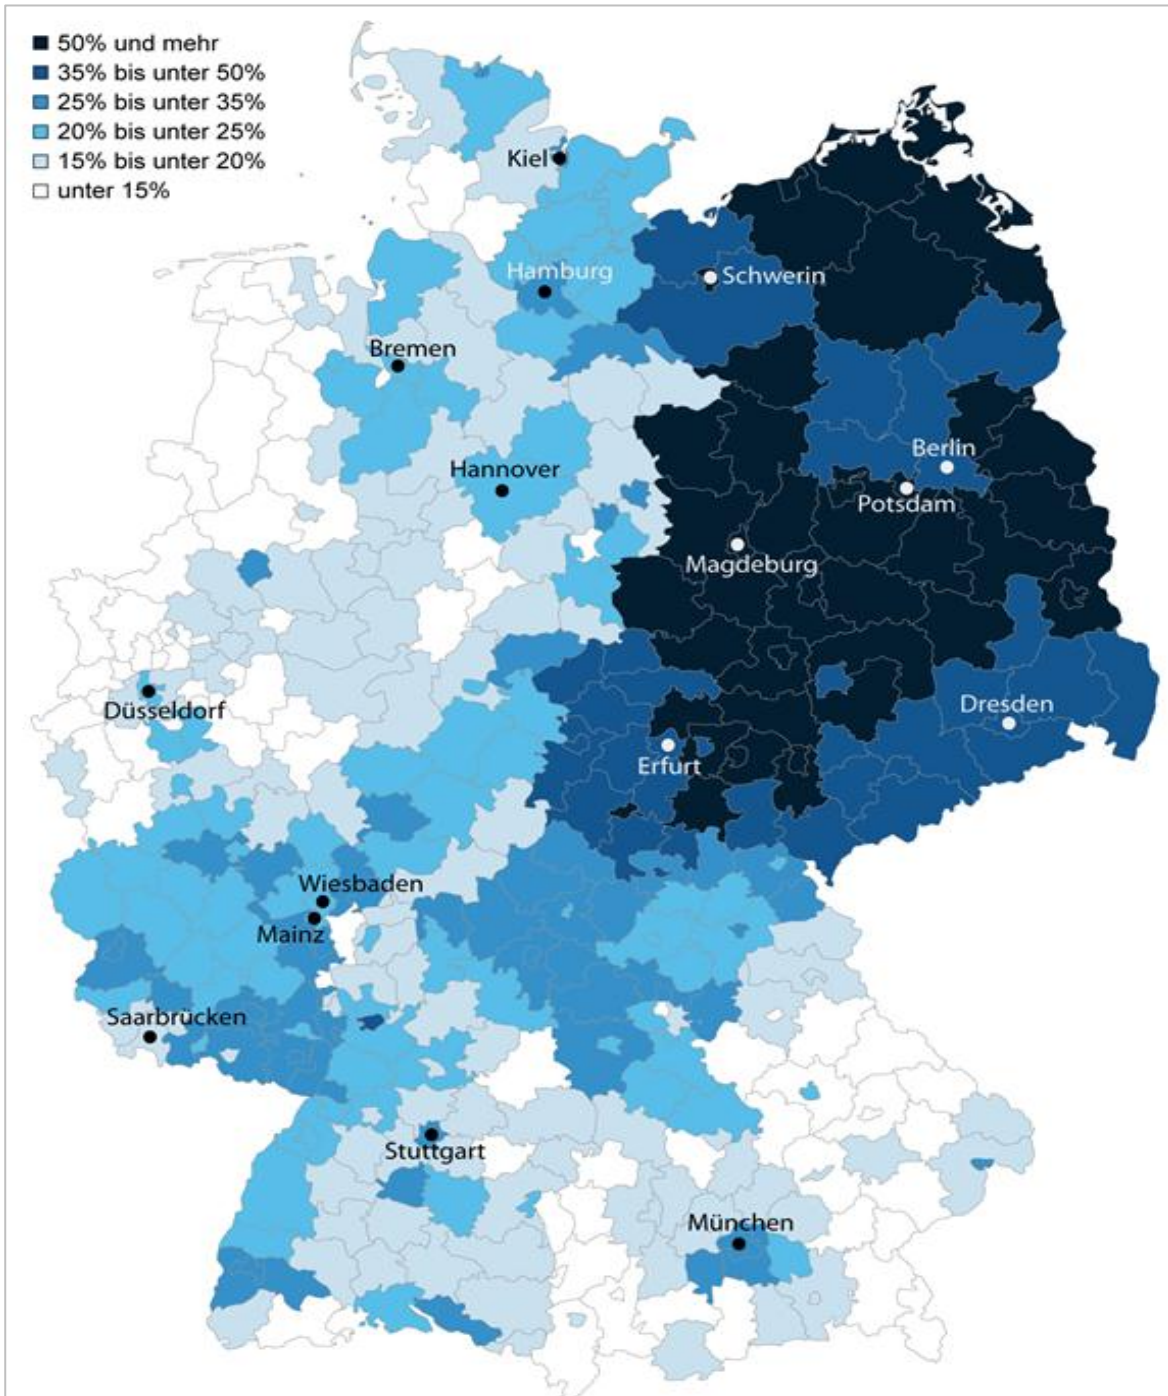 50% und mehr
35% bis unter 50%
25% bis unter 35%
20% bis unter 25%
15% bis unter 20%
unter 15%
Kiel
Hamburg
Schwerin
Bremen
Berlin
Hannover
Potsdam
Magdeburg
Düsseldorf
Dresden
Erfurt
Wiesbaden
Mainz
Saarbrücken
Stuttgart
München